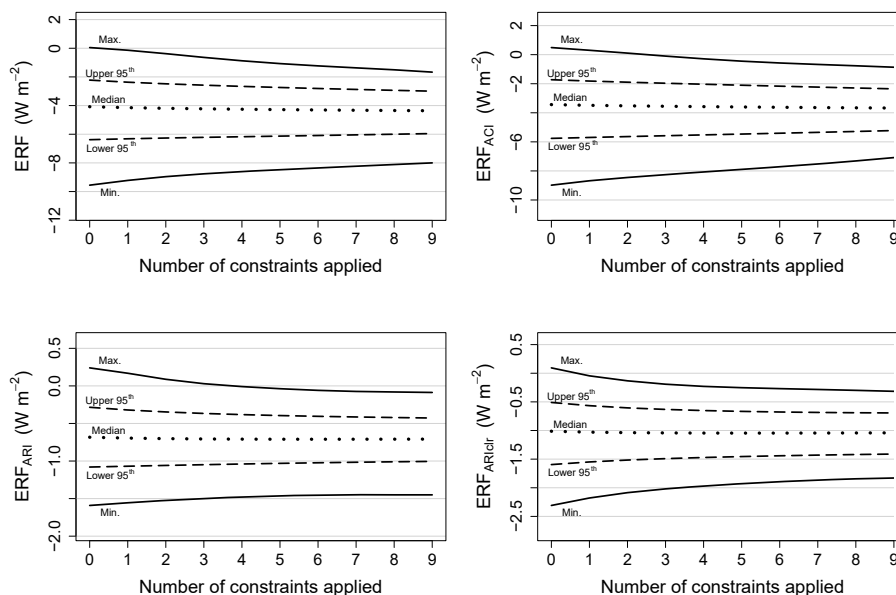 ERF (W m⁻²)
2
0
−4
−8
−12
Max.
Upper 95th
Median
Lower 95th
Min.
0 1 2 3 4 5 6 7 8 9
Number of constraints applied
ERFACI (W m⁻²)
2
0
−2
−6
−10
Max.
Upper 95th
Median
Lower 95th
Min.
0 1 2 3 4 5 6 7 8 9
Number of constraints applied
ERFARI (W m⁻²)
0.5
0.0
−1.0
−2.0
Max.
Upper 95th
Median
Lower 95th
Min.
0 1 2 3 4 5 6 7 8 9
Number of constraints applied
ERFARIclr (W m⁻²)
0.5
−0.5
−1.5
−2.5
Max.
Upper 95th
Median
Lower 95th
Min.
0 1 2 3 4 5 6 7 8 9
Number of constraints applied